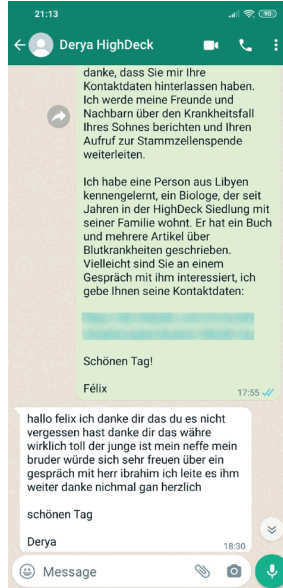 21:13
90
Derya HighDeck
danke, dass Sie mir Ihre
Kontaktdaten hinterlassen haben.
Ich werde meine Freunde und
Nachbarn über den Krankheitsfall
Ihres Sohnes berichten und Ihren
Aufruf zur Stammzellenspende
weiterleiten.
Ich habe eine Person aus Libyen
kennengelernt, ein Biologe, der seit
Jahren in der HighDeck Siedlung mit
seiner Familie wohnt. Er hat ein Buch
und mehrere Artikel über
Blutkrankheiten geschrieben.
Vielleicht sind Sie an einem
Gespräch mit ihm interessiert, ich
gebe Ihnen seine Kontaktdaten:
Schönen Tag!
Félix
17:55
hallo felix ich danke dir das du es nicht
vergessen hast danke dir das währe
wirklich toll der junge ist mein neffe mein
bruder würde sich sehr freuen über ein
gespräch mit herr ibrahim ich leite es ihm
weiter danke nichmal gan herzlich
schönen Tag
Derya
18:30
Message